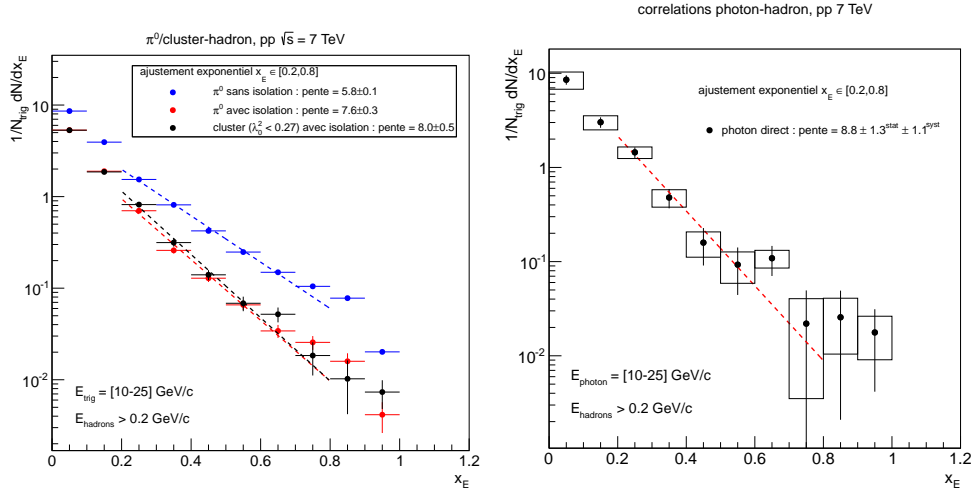 π⁰/cluster-hadron, pp √s = 7 TeV
1/N_trig dN/dx_E
ajustement exponentiel x_E ∈ [0.2,0.8]
π⁰ sans isolation : pente = 5.8±0.1
π⁰ avec isolation : pente = 7.6±0.3
cluster (λ₀² < 0.27) avec isolation : pente = 8.0±0.5
10
1
10⁻¹
10⁻²
E_trig = [10-25] GeV/c
E_hadrons > 0.2 GeV/c
0 0.2 0.4 0.6 0.8 1 1.2
x_E
correlations photon-hadron, pp 7 TeV
1/N_trig dN/dx_E
ajustement exponentiel x_E ∈ [0.2,0.8]
photon direct : pente = 8.8 ± 1.3^stat ± 1.1^syst
10
1
10⁻¹
10⁻²
E_photon = [10-25] GeV/c
E_hadrons > 0.2 GeV/c
0 0.2 0.4 0.6 0.8 1 1.2
x_E